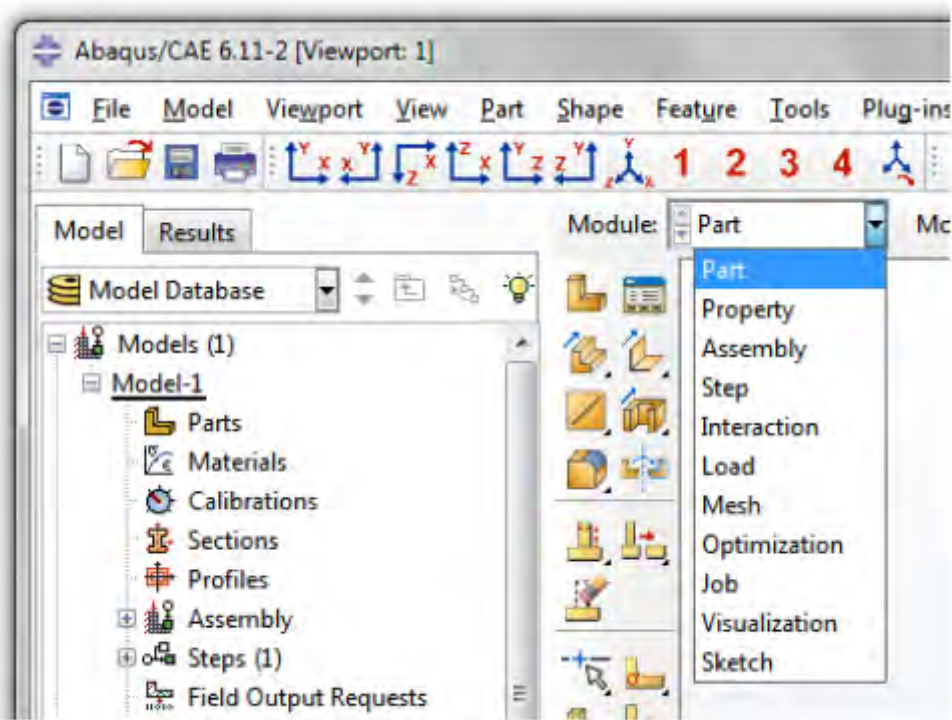 Abaqus/CAE 6.11-2 [Viewport: 1]
File Model Viewport View Part Shape Feature Tools Plug-ins
Y X X Y X Z Z X Y Z Z Y Y Z X 1 2 3 4
Model Results
Module: Part
Model Database
Models (1)
Model-1
Parts
Materials
Calibrations
Sections
Profiles
Assembly
Steps (1)
Field Output Requests
Part
Property
Assembly
Step
Interaction
Load
Mesh
Optimization
Job
Visualization
Sketch